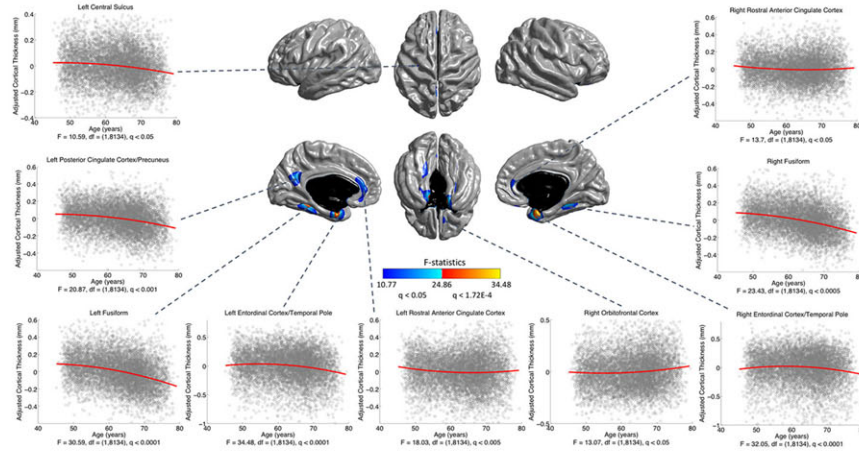 Left Central Sulcus
Adjusted Cortical Thickness (mm)
0.4
0.2
0
−0.2
−0.4
40 50 60 70 80
Age (years)
F = 10.59, df = (1,8134), q < 0.05
Right Rostral Anterior Cingulate Cortex
Adjusted Cortical Thickness (mm)
0.6
0.4
0.2
0
−0.2
−0.4
40 50 60 70 80
Age (years)
F = 13.7, df = (1,8134), q < 0.05
Left Posterior Cingulate Cortex/Precuneus
Adjusted Cortical Thickness (mm)
0.6
0.4
0.2
0
−0.2
−0.4
40 50 60 70 80
Age (years)
F = 20.87, df = (1,8134), q < 0.001
Right Fusiform
Adjusted Cortical Thickness (mm)
0.6
0.4
0.2
0
−0.2
−0.4
40 50 60 70 80
Age (years)
F = 23.43, df = (1,8134), q < 0.0005
F-statistics
10.77 24.86 34.48
q < 0.05 q < 1.72E-4
Left Fusiform
Adjusted Cortical Thickness (mm)
0.6
0.4
0.2
0
−0.2
−0.4
40 50 60 70 80
Age (years)
F = 30.59, df = (1,8134), q < 0.0001
Left Entordinal Cortex/Temporal Pole
Adjusted Cortical Thickness (mm)
1
0
−1
40 50 60 70 80
Age (years)
F = 34.48, df = (1,8134), q < 0.0001
Left Rostral Anterior Cingulate Cortex
Adjusted Cortical Thickness (mm)
0.6
0.4
0.2
0
−0.2
−0.4
40 50 60 70 80
Age (years)
F = 18.03, df = (1,8134), q < 0.005
Right Orbitofrontal Cortex
Adjusted Cortical Thickness (mm)
0.5
0
−0.5
40 50 60 70 80
Age (years)
F = 13.07, df = (1,8134), q < 0.05
Right Entordinal Cortex/Temporal Pole
Adjusted Cortical Thickness (mm)
1
0
−1
40 50 60 70 80
Age (years)
F = 32.05, df = (1,8134), q < 0.0001